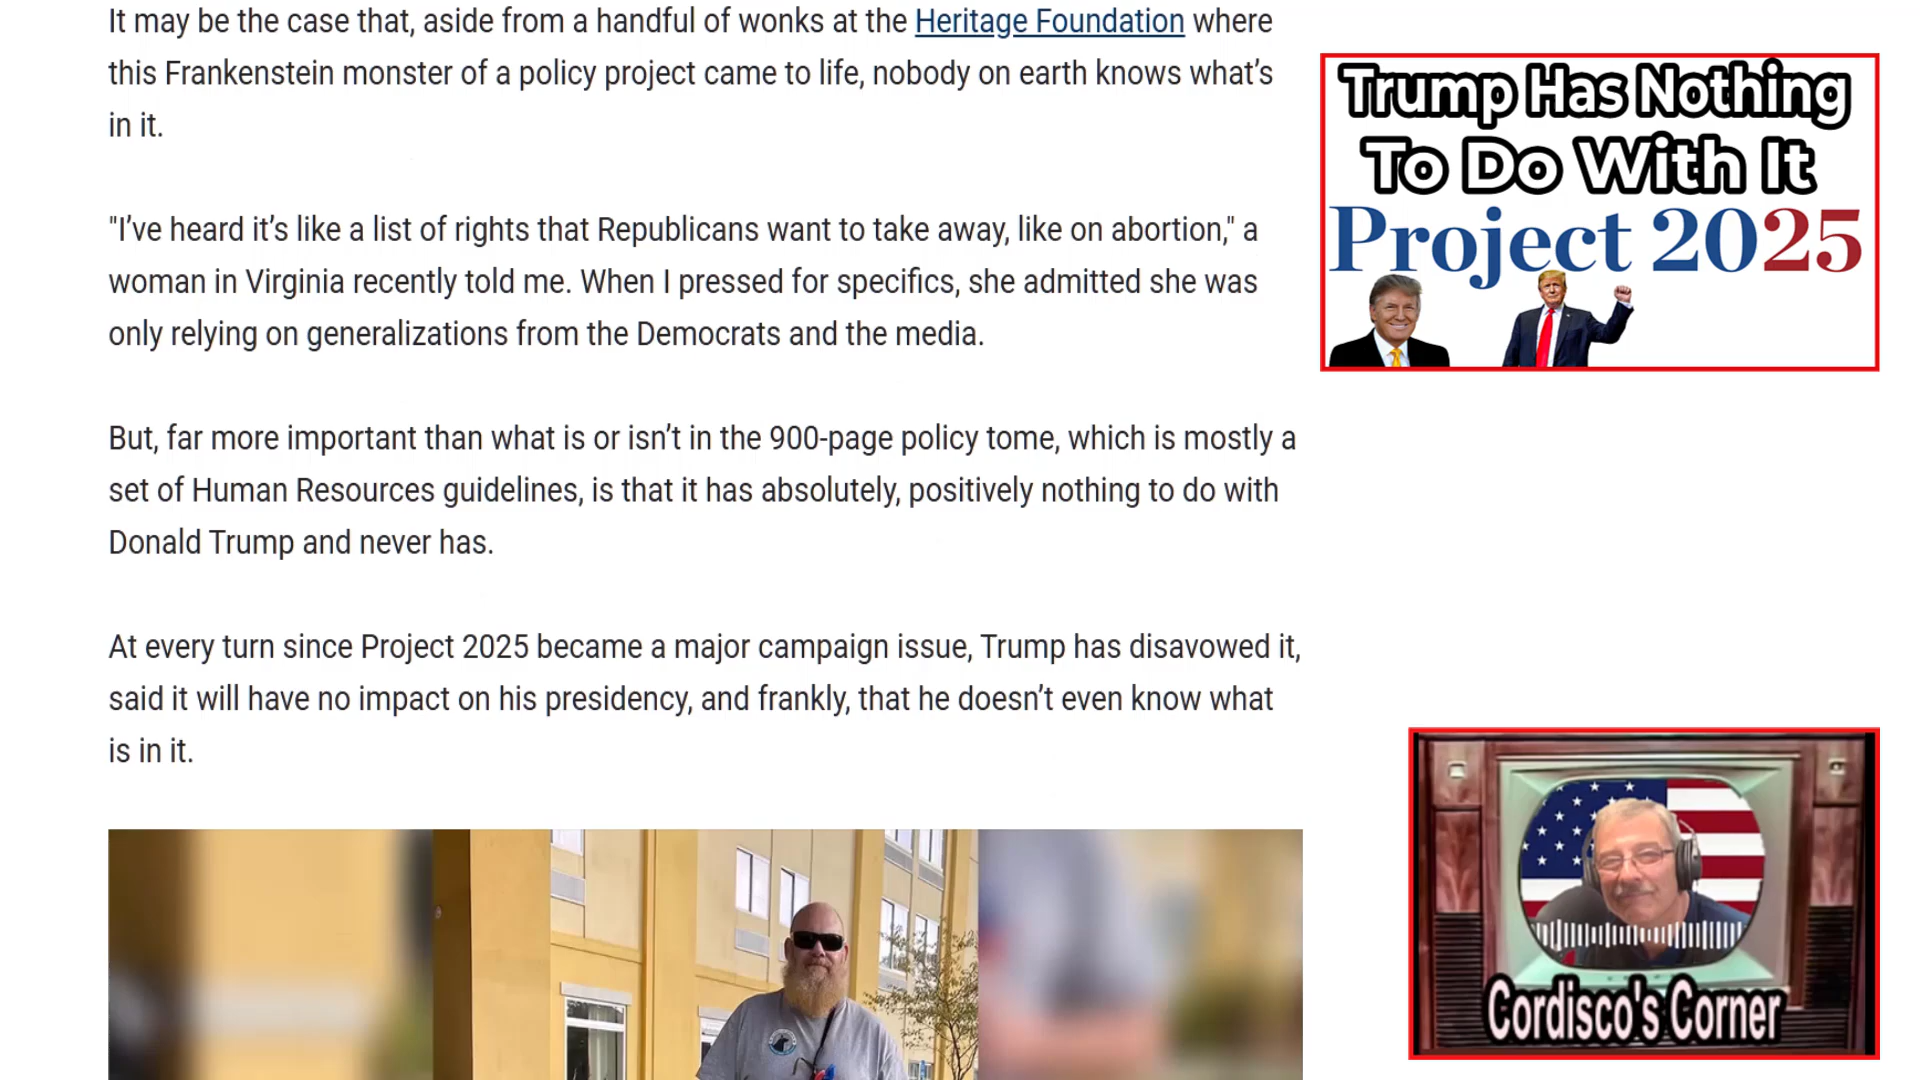 It may be the case that, aside from a handful of wonks at the Heritage Foundation where
this Frankenstein monster of a policy project came to life, nobody on earth knows what’s
in it.
"I’ve heard it’s like a list of rights that Republicans want to take away, like on abortion," a
woman in Virginia recently told me. When I pressed for specifics, she admitted she was
only relying on generalizations from the Democrats and the media.
But, far more important than what is or isn’t in the 900-page policy tome, which is mostly a
set of Human Resources guidelines, is that it has absolutely, positively nothing to do with
Donald Trump and never has.
At every turn since Project 2025 became a major campaign issue, Trump has disavowed it,
said it will have no impact on his presidency, and frankly, that he doesn’t even know what
is in it.
Trump Has Nothing
To Do With It
Project 2025
Cordisco's Corner